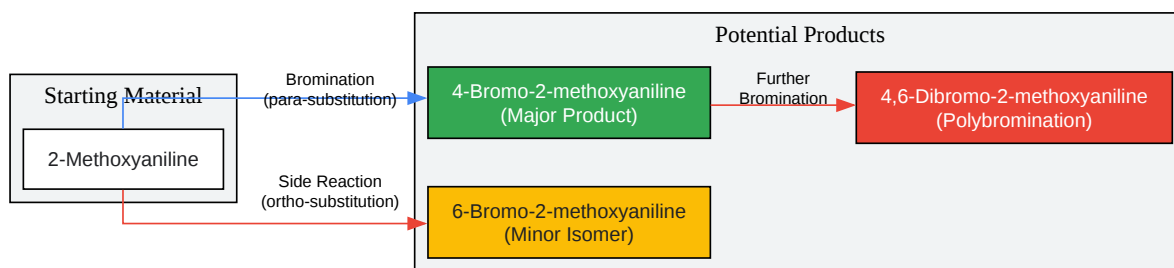 Potential Products
Starting Material
2-Methoxyaniline
Bromination
(para-substitution)
4-Bromo-2-methoxyaniline
(Major Product)
Further
Bromination
4,6-Dibromo-2-methoxyaniline
(Polybromination)
Side Reaction
(ortho-substitution)
6-Bromo-2-methoxyaniline
(Minor Isomer)